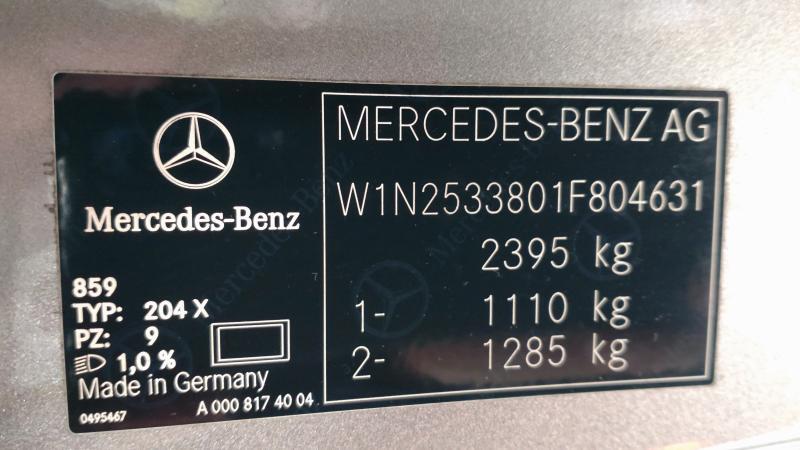 Mercedes-Benz
859
TYP: 204 X
PZ: 9
1,0 %
Made in Germany
0495467
A 000 817 40 04
MERCEDES-BENZ AG
W1N2533801F804631
2395 kg
1- 1110 kg
2- 1285 kg